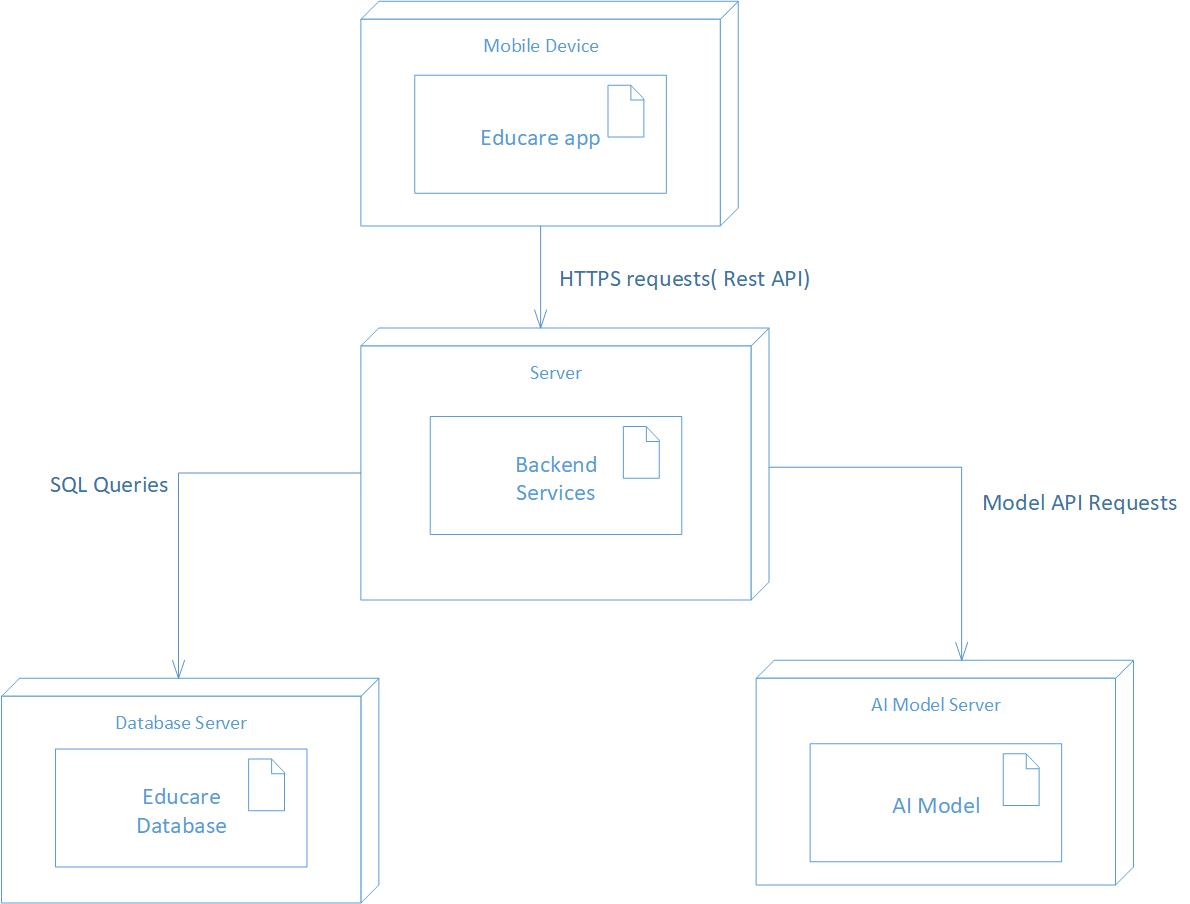 Mobile Device
Educare app
HTTPS requests( Rest API)
Server
Backend
Services
SQL Queries
Model API Requests
Database Server
Educare
Database
AI Model Server
AI Model